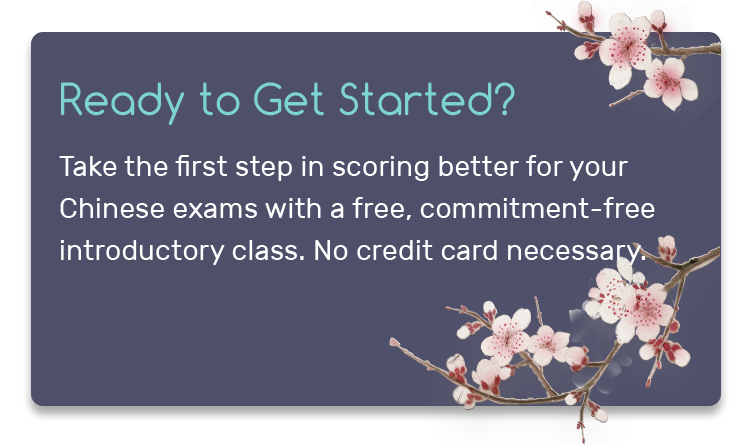 Ready to Get Started?
Take the first step in scoring better for your
Chinese exams with a free, commitment-free
introductory class. No credit card necessary.